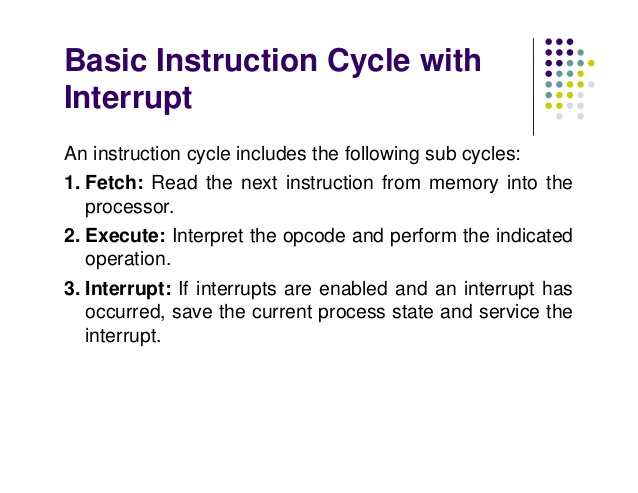 Basic Instruction Cycle with
Interrupt
An instruction cycle includes the following sub cycles:
1. Fetch: Read the next instruction from memory into the
processor.
2. Execute: Interpret the opcode and perform the indicated
operation.
3. Interrupt: If interrupts are enabled and an interrupt has
occurred, save the current process state and service the
interrupt.